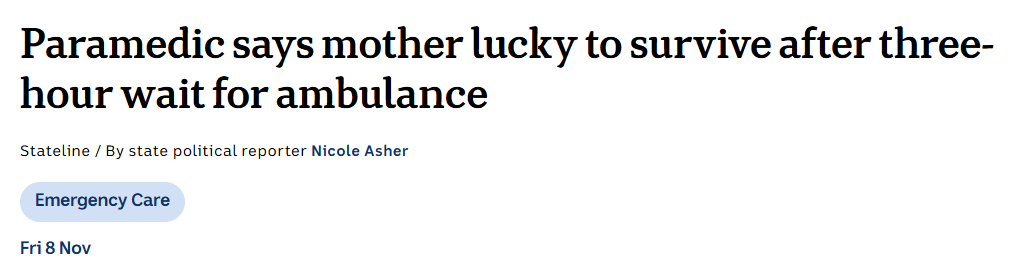 Paramedic says mother lucky to survive after three-
hour wait for ambulance
Stateline / By state political reporter Nicole Asher
Emergency Care
Fri 8 Nov